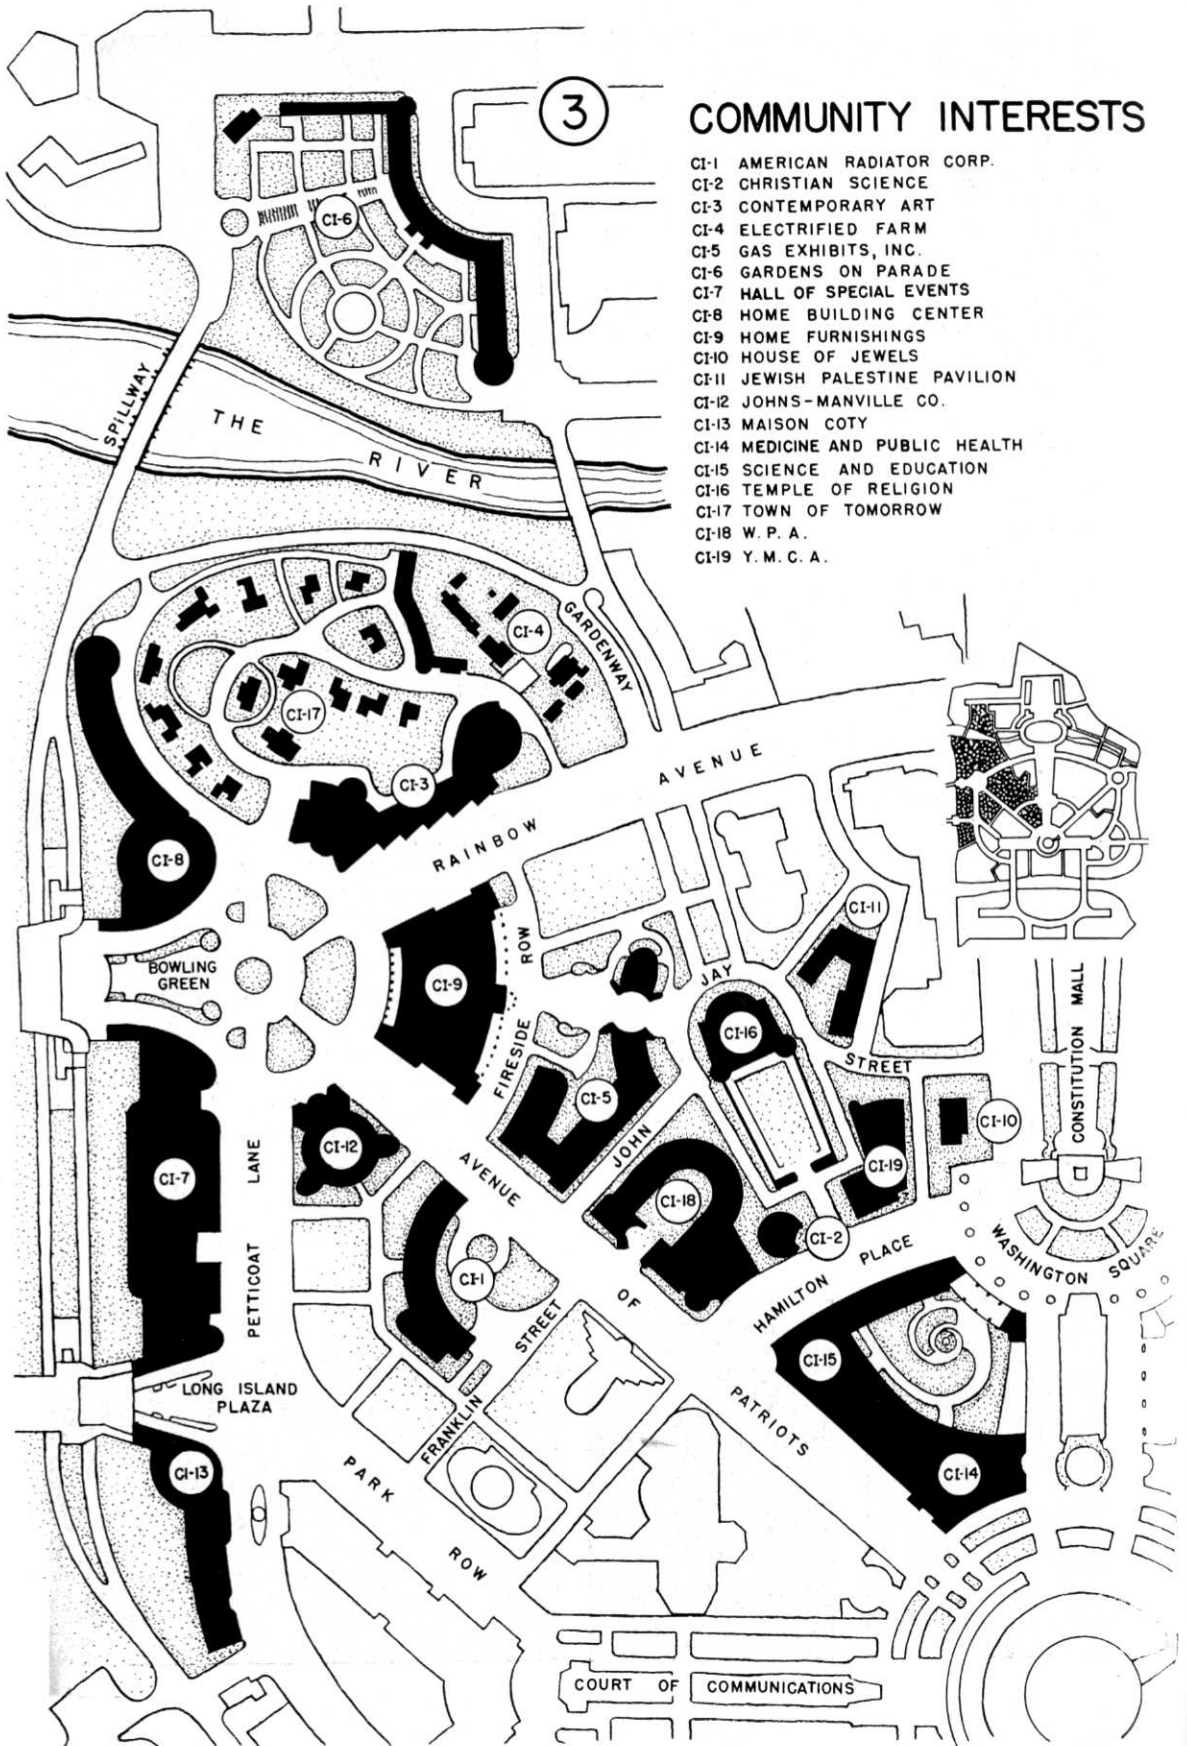 3
COMMUNITY INTERESTS
CI-1 AMERICAN RADIATOR CORP.
CI-2 CHRISTIAN SCIENCE
CI-3 CONTEMPORARY ART
CI-4 ELECTRIFIED FARM
CI-5 GAS EXHIBITS, INC.
CI-6 GARDENS ON PARADE
CI-7 HALL OF SPECIAL EVENTS
CI-8 HOME BUILDING CENTER
CI-9 HOME FURNISHINGS
CI-10 HOUSE OF JEWELS
CI-11 JEWISH PALESTINE PAVILION
CI-12 JOHNS-MANVILLE CO.
CI-13 MAISON COTY
CI-14 MEDICINE AND PUBLIC HEALTH
CI-15 SCIENCE AND EDUCATION
CI-16 TEMPLE OF RELIGION
CI-17 TOWN OF TOMORROW
CI-18 W. P. A.
CI-19 Y. M. C. A.
CI-6
SPILLWAY
THE RIVER
CI-4
GARDENWAY
CI-17
CI-3
RAINBOW AVENUE
CI-8
CI-11
BOWLING
GREEN
CI-9
FIRESIDE ROW
JAY STREET
CI-16
CONSTITUTION MALL
CI-5
CI-10
JOHN
CI-12
CI-7
PETTICOAT LANE
CI-19
CI-18
CI-2
AVENUE OF PATRIOTS
HAMILTON PLACE
WASHINGTON SQUARE
CI-1
FRANKLIN STREET
CI-15
LONG ISLAND
PLAZA
CI-13
CI-14
PARK ROW
COURT OF COMMUNICATIONS